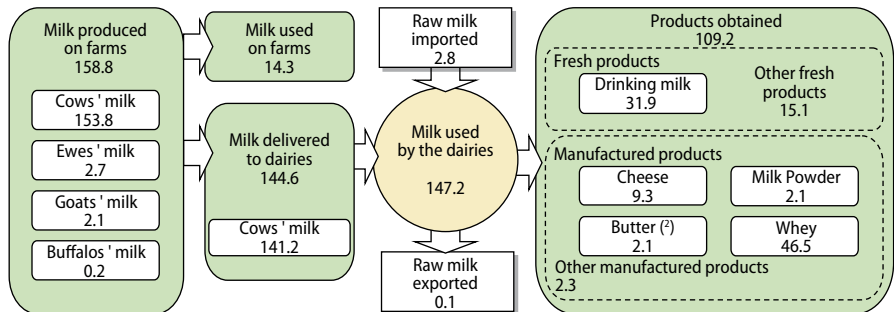 Milk produced
on farms
158.8
Cows ' milk
153.8
Ewes ' milk
2.7
Goats ' milk
2.1
Buffalos ' milk
0.2
Milk used
on farms
14.3
Milk delivered
to dairies
144.6
Cows ' milk
141.2
Raw milk
imported
2.8
Milk used
by the dairies
147.2
Raw milk
exported
0.1
Products obtained
109.2
Fresh products
Drinking milk
31.9
Other fresh
products
15.1
Manufactured products
Cheese
9.3
Milk Powder
2.1
Butter (²)
2.1
Whey
46.5
Other manufactured products
2.3